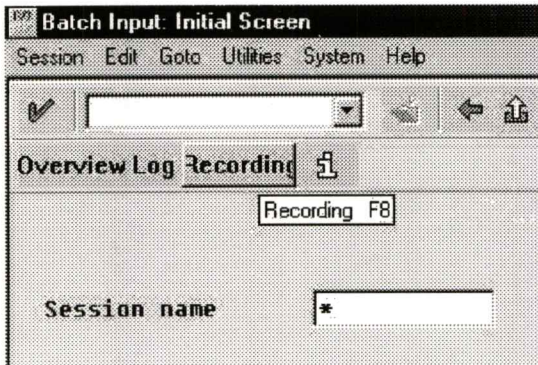 Batch Input: Initial Screen
Session Edit Goto Utilities System Help
Overview Log Recording
Recording F8
Session name *